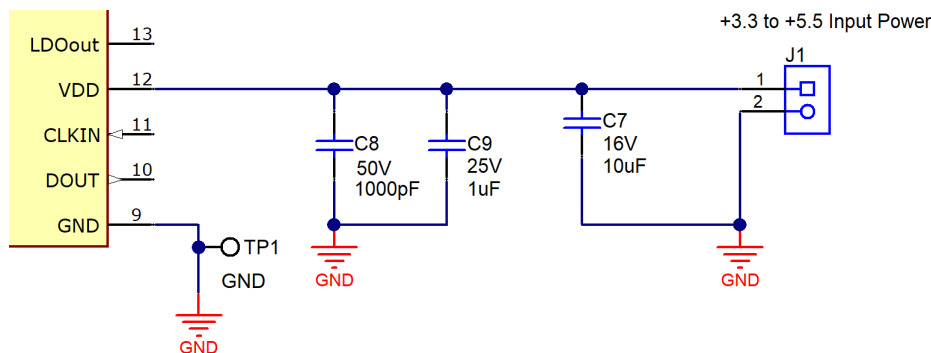 +3.3 to +5.5 Input Power
LDOout 13
J1
VDD 12
1
2
CLKIN 11
C8
50V
1000pF
C9
25V
1uF
C7
16V
10uF
DOUT 10
GND 9
TP1
GND
GND
GND
GND